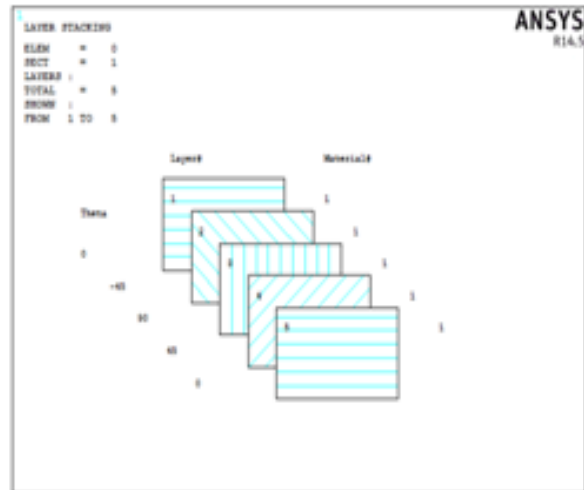 1
ANSYS
R14.5
LAYER STACKING
ELEM = 0
SECT = 1
LAYERS :
TOTAL = 5
SHOWN :
FROM 1 TO 5
Layer# Material#
1 1
Theta
2 1
0 3 1
-45 4 1
90 5 1
45
0